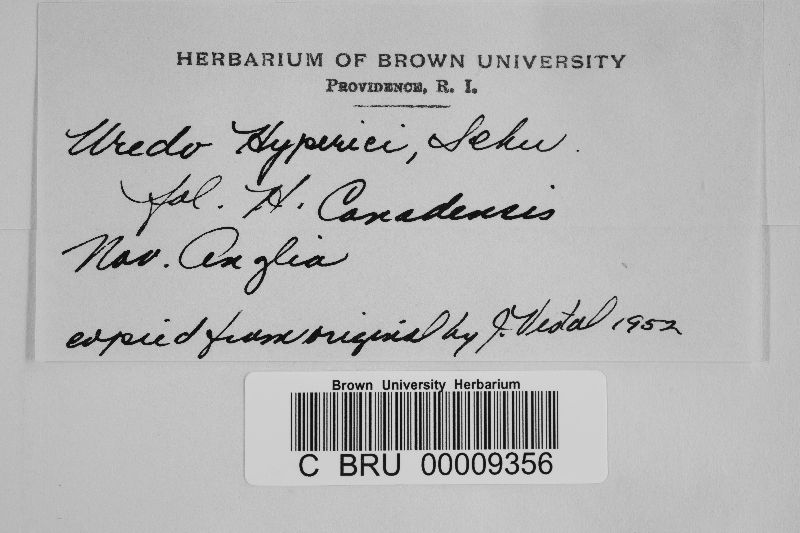 HERBARIUM OF BROWN UNIVERSITY
PROVIDENCE, R. I.
Uredo Hyperici, Schw.
fol. H. Canadensis
Nov. Anglia
copied from original by J. Vestal 1952
Brown University Herbarium
C BRU 00009356